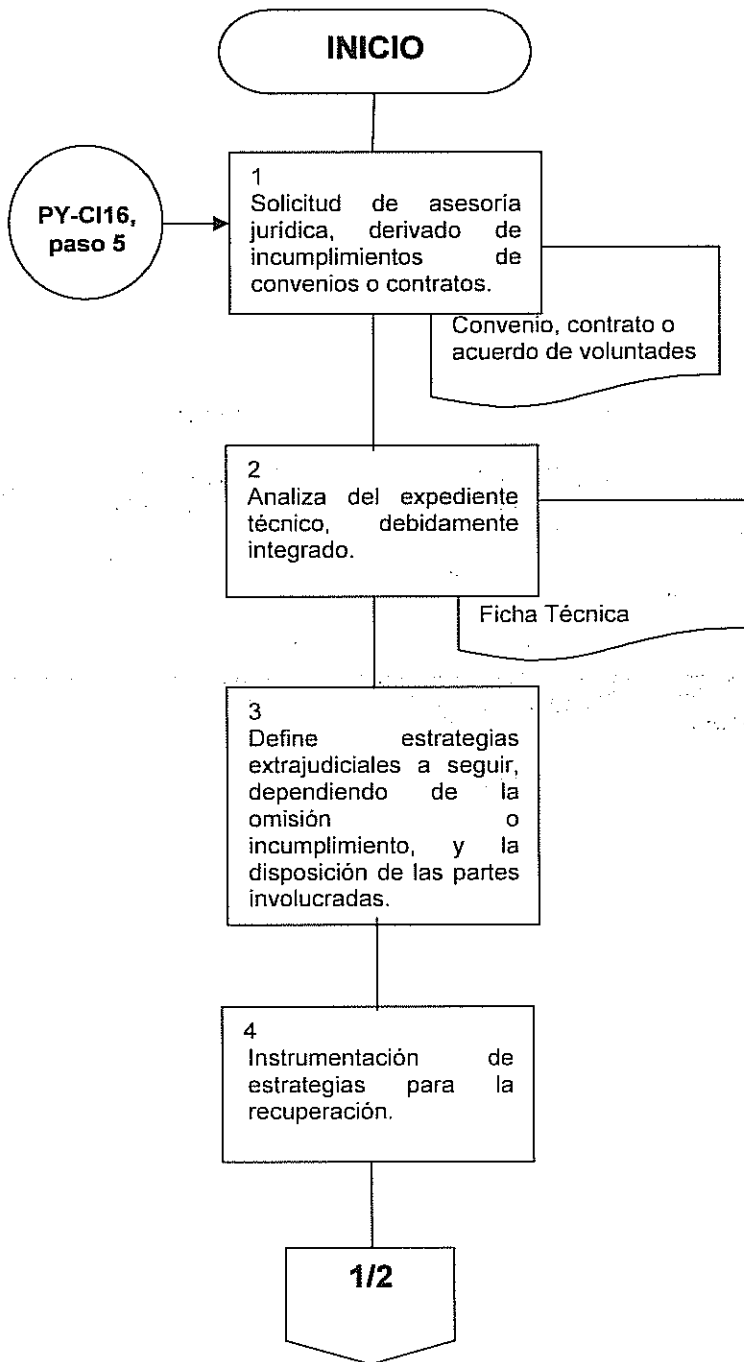 INICIO
PY-CI16,
paso 5
1
Solicitud de asesoría
jurídica, derivado de
incumplimientos de
convenios o contratos.
Convenio, contrato o
acuerdo de voluntades
2
Analiza del expediente
técnico, debidamente
integrado.
Ficha Técnica
3
Define estrategias
extrajudiciales a seguir,
dependiendo de la
omisión o
incumplimiento, y la
disposición de las partes
involucradas.
4
Instrumentación de
estrategias para la
recuperación.
1/2